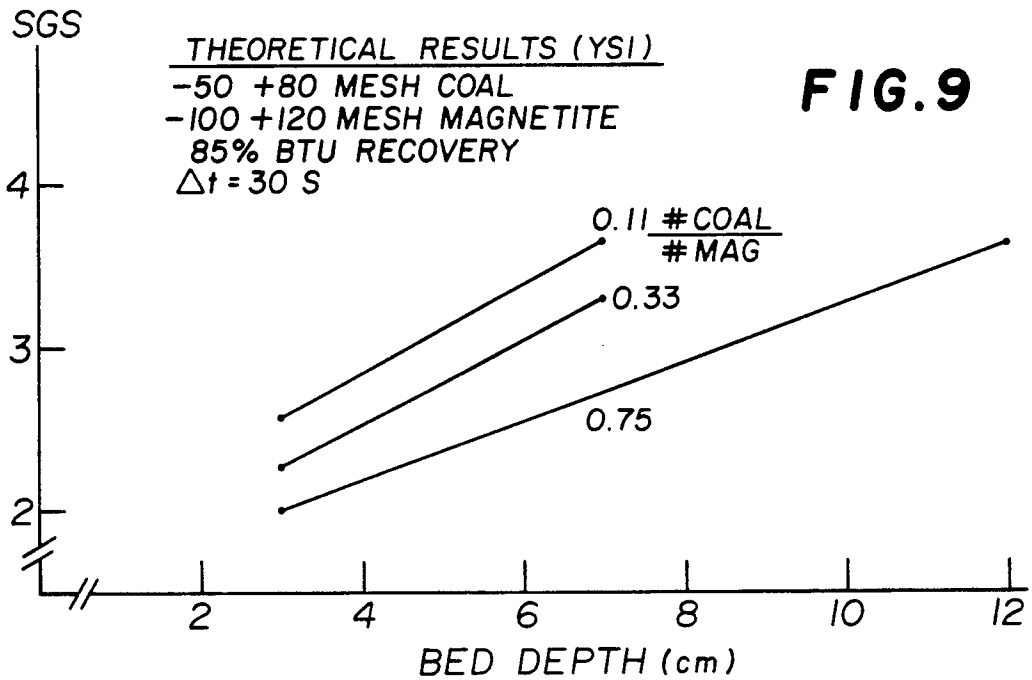 SGS
THEORETICAL RESULTS (YSI)
-50 +80 MESH COAL
-100 +120 MESH MAGNETITE
85% BTU RECOVERY
Δt = 30 S
FIG.9
4
3
2
0.11 #COAL
#MAG
0.33
0.75
2 4 6 8 10 12
BED DEPTH (cm)